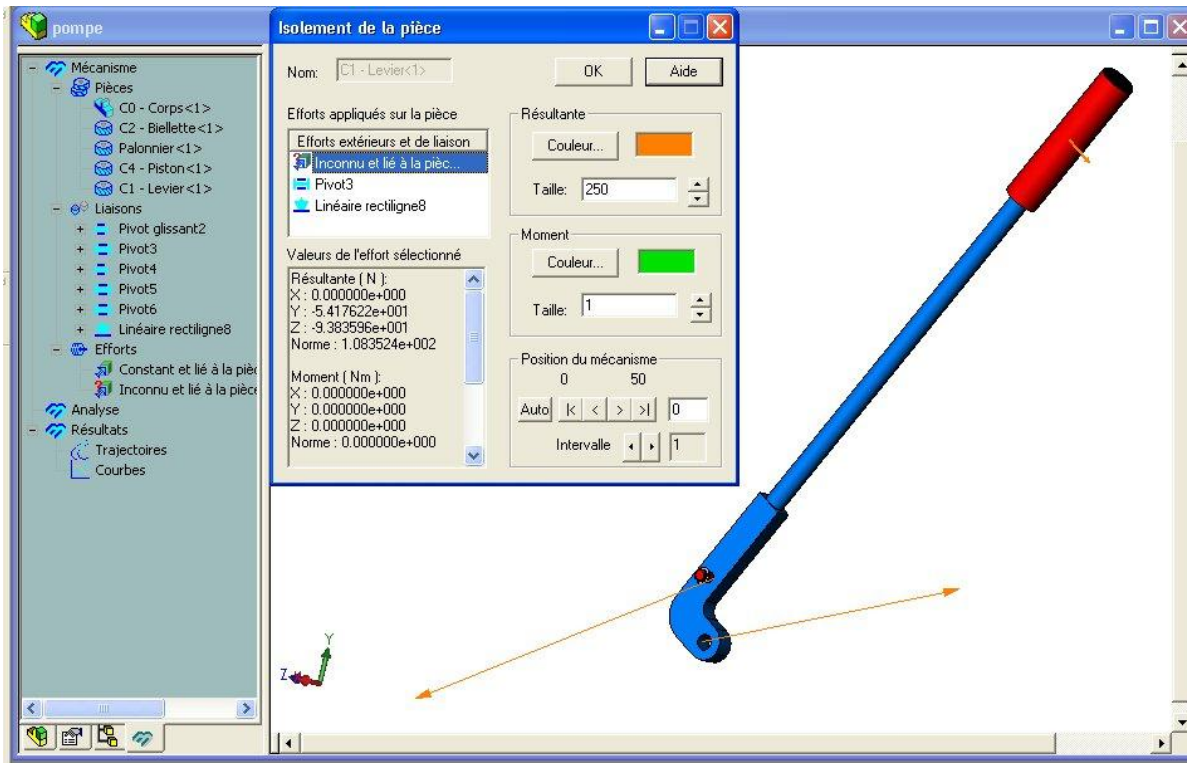 pompe
Mécanisme
Pièces
C0 - Corps<1>
C2 - Biellette<1>
Palonnier<1>
C4 - Piston<1>
C1 - Levier<1>
Liaisons
Pivot glissant2
Pivot3
Pivot4
Pivot5
Pivot6
Linéaire rectiligne8
Efforts
Constant et lié à la piè
Inconnu et lié à la pièce
Analyse
Résultats
Trajectoires
Courbes
Isolement de la pièce
Nom: C1 - Levier<1>
OK Aide
Efforts appliqués sur la pièce
Efforts extérieurs et de liaison
Inconnu et lié à la pièc...
Pivot3
Linéaire rectiligne8
Valeurs de l'effort sélectionné
Résultante ( N ):
X : 0.000000e+000
Y : -5.417622e+001
Z : -9.383596e+001
Norme : 1.083524e+002
Moment ( Nm ):
X : 0.000000e+000
Y : 0.000000e+000
Z : 0.000000e+000
Norme : 0.000000e+000
Résultante
Couleur...
Taille: 250
Moment
Couleur...
Taille: 1
Position du mécanisme
0 50
Auto |< < > >| 0
Intervalle 1
Y
Z